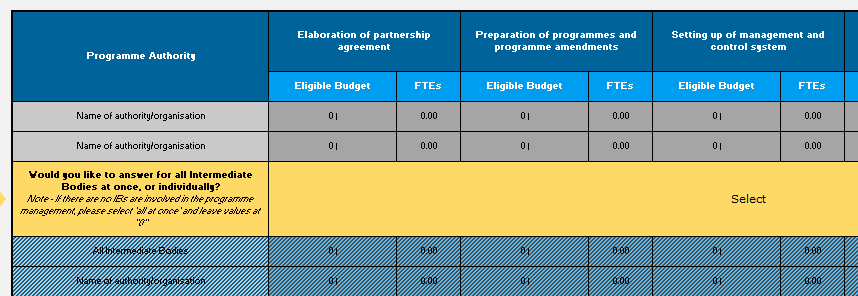 Programme Authority
Elaboration of partnership
agreement
Preparation of programmes and
programme amendments
Setting up of management and
control system
Eligible Budget FTEs Eligible Budget FTEs Eligible Budget FTEs
Name of authority/organisation 0 | 0.00 0 | 0.00 0 | 0.00
Name of authority/organisation 0 | 0.00 0 | 0.00 0 | 0.00
Would you like to answer for all Intermediate
Bodies at once, or individually?
Note - If there are no IBs are involved in the programme
management, please select 'all at once' and leave values at
"0"
Select
All Intermediate Bodies 0 | 0.00 0 | 0.00 0 | 0.00
Name of authority/organisation 0 | 0.00 0 | 0.00 0 | 0.00